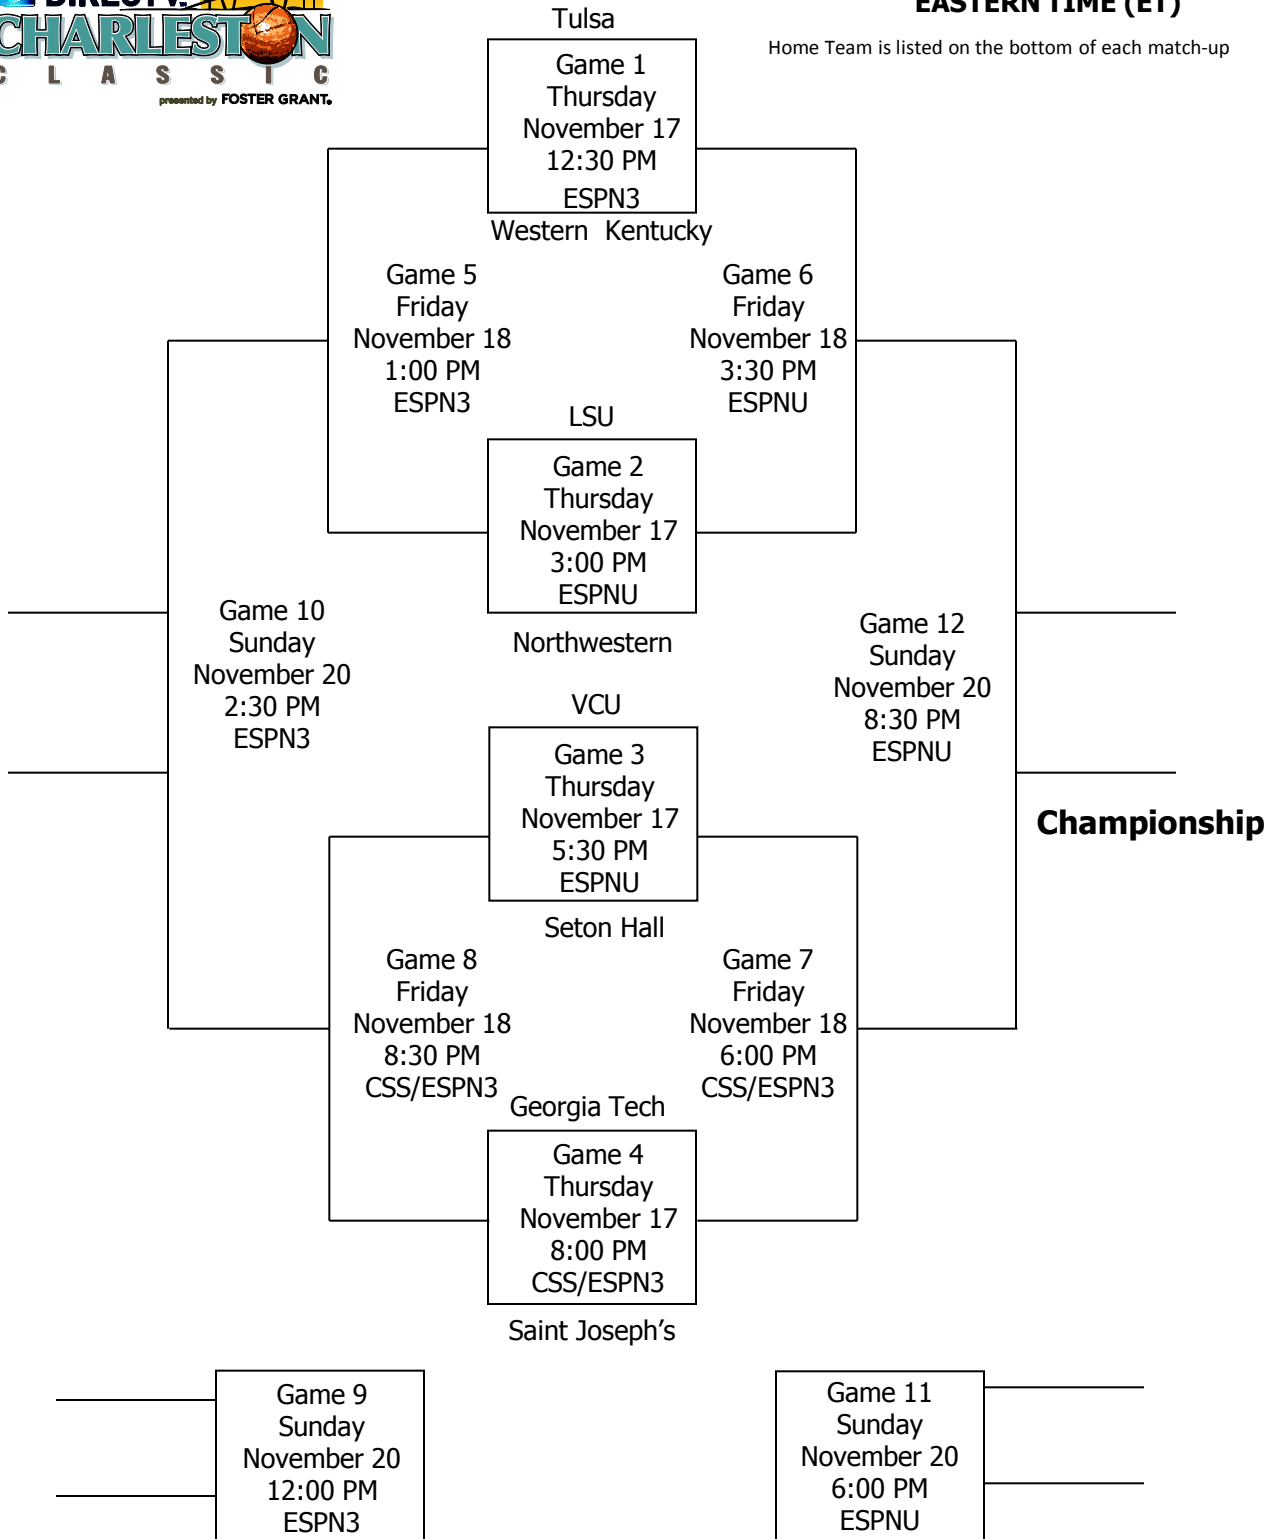 DIRECTV.
CHARLESTON
CLASSIC
presented by FOSTER GRANT.
EASTERN TIME (ET)
Home Team is listed on the bottom of each match-up
Tulsa
Game 1
Thursday
November 17
12:30 PM
ESPN3
Western Kentucky
Game 5
Friday
November 18
1:00 PM
ESPN3
Game 6
Friday
November 18
3:30 PM
ESPNU
LSU
Game 2
Thursday
November 17
3:00 PM
ESPNU
Northwestern
Game 10
Sunday
November 20
2:30 PM
ESPN3
Game 12
Sunday
November 20
8:30 PM
ESPNU
Championship
VCU
Game 3
Thursday
November 17
5:30 PM
ESPNU
Seton Hall
Game 8
Friday
November 18
8:30 PM
CSS/ESPN3
Game 7
Friday
November 18
6:00 PM
CSS/ESPN3
Georgia Tech
Game 4
Thursday
November 17
8:00 PM
CSS/ESPN3
Saint Joseph’s
Game 9
Sunday
November 20
12:00 PM
ESPN3
Game 11
Sunday
November 20
6:00 PM
ESPNU